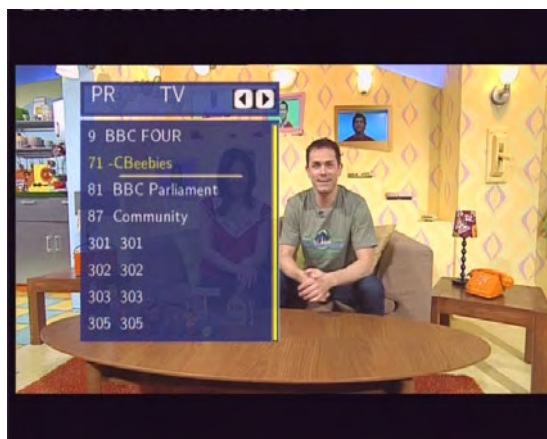 PR TV
9 BBC FOUR
71 -CBeebies
81 BBC Parliament
87 Community
301 301
302 302
303 303
305 305